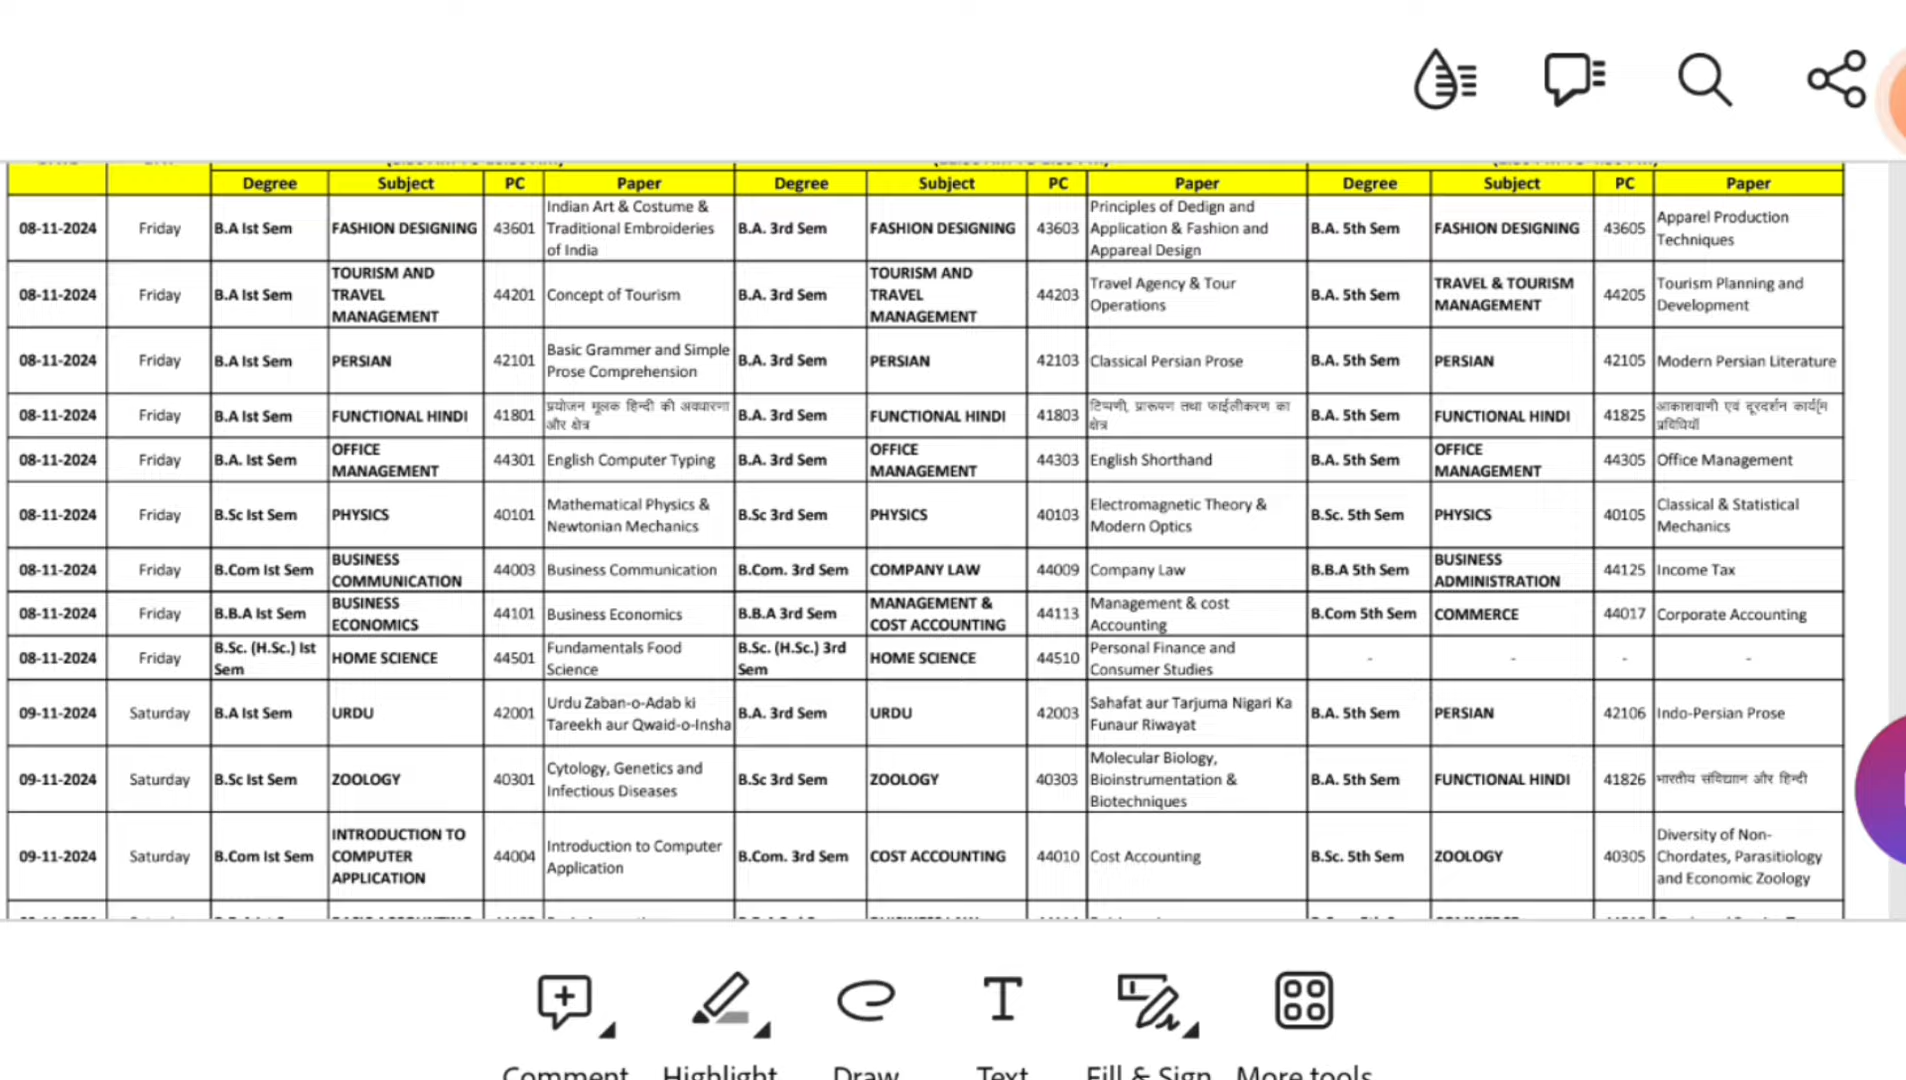 Degree Subject PC Paper Degree Subject PC Paper Degree Subject PC Paper
08-11-2024 Friday B.A Ist Sem FASHION DESIGNING 43601 Indian Art & Costume & Traditional Embroideries of India B.A. 3rd Sem FASHION DESIGNING 43603 Principles of Dedign and Application & Fashion and Appareal Design B.A. 5th Sem FASHION DESIGNING 43605 Apparel Production Techniques
08-11-2024 Friday B.A Ist Sem TOURISM AND TRAVEL MANAGEMENT 44201 Concept of Tourism B.A. 3rd Sem TOURISM AND TRAVEL MANAGEMENT 44203 Travel Agency & Tour Operations B.A. 5th Sem TRAVEL & TOURISM MANAGEMENT 44205 Tourism Planning and Development
08-11-2024 Friday B.A Ist Sem PERSIAN 42101 Basic Grammer and Simple Prose Comprehension B.A. 3rd Sem PERSIAN 42103 Classical Persian Prose B.A. 5th Sem PERSIAN 42105 Modern Persian Literature
08-11-2024 Friday B.A Ist Sem FUNCTIONAL HINDI 41801 प्रयोजन मूलक हिन्दी की अवधारणा और क्षेत्र B.A. 3rd Sem FUNCTIONAL HINDI 41803 टिप्पणी, प्रारूपण तथा फाईलीकरण का क्षेत्र B.A. 5th Sem FUNCTIONAL HINDI 41825 आकाशवाणी एवं दूरदर्शन
08-11-2024 Friday B.A. Ist Sem OFFICE MANAGEMENT 44301 English Computer Typing B.A. 3rd Sem OFFICE MANAGEMENT 44303 English Shorthand B.A. 5th Sem OFFICE MANAGEMENT 44305 Office Management
08-11-2024 Friday B.Sc Ist Sem PHYSICS 40101 Mathematical Physics & Newtonian Mechanics B.Sc 3rd Sem PHYSICS 40103 Electromagnetic Theory & Modern Optics B.Sc. 5th Sem PHYSICS 40105 Classical & Statistical Mechanics
08-11-2024 Friday B.Com Ist Sem BUSINESS COMMUNICATION 44003 Business Communication B.Com. 3rd Sem COMPANY LAW 44009 Company Law B.B.A 5th Sem BUSINESS ADMINISTRATION 44125 Income Tax
08-11-2024 Friday B.B.A Ist Sem BUSINESS ECONOMICS 44101 Business Economics B.B.A 3rd Sem MANAGEMENT & COST ACCOUNTING 44113 Management & cost Accounting B.Com 5th Sem COMMERCE 44017 Corporate Accounting
08-11-2024 Friday B.Sc. (H.Sc.) Ist Sem HOME SCIENCE 44501 Fundamentals Food Science B.Sc. (H.Sc.) 3rd Sem HOME SCIENCE 44510 Personal Finance and Consumer Studies - - - -
09-11-2024 Saturday B.A Ist Sem URDU 42001 Urdu Zaban-o-Adab ki Tareekh aur Qwaid-o-Insha B.A. 3rd Sem URDU 42003 Sahafat aur Tarjuma Nigari Ka Funaur Riwayat B.A. 5th Sem PERSIAN 42106 Indo-Persian Prose
09-11-2024 Saturday B.Sc Ist Sem ZOOLOGY 40301 Cytology, Genetics and Infectious Diseases B.Sc 3rd Sem ZOOLOGY 40303 Molecular Biology, Bioinstrumentation & Biotechniques B.A. 5th Sem FUNCTIONAL HINDI 41826 भारतीय संविधान और हिन्दी
09-11-2024 Saturday B.Com Ist Sem INTRODUCTION TO COMPUTER APPLICATION 44004 Introduction to Computer Application B.Com. 3rd Sem COST ACCOUNTING 44010 Cost Accounting B.Sc. 5th Sem ZOOLOGY 40305 Diversity of Non-Chordates, Parasitiology and Economic Zoology
Comment Highlight Draw Text Fill & Sign More tools